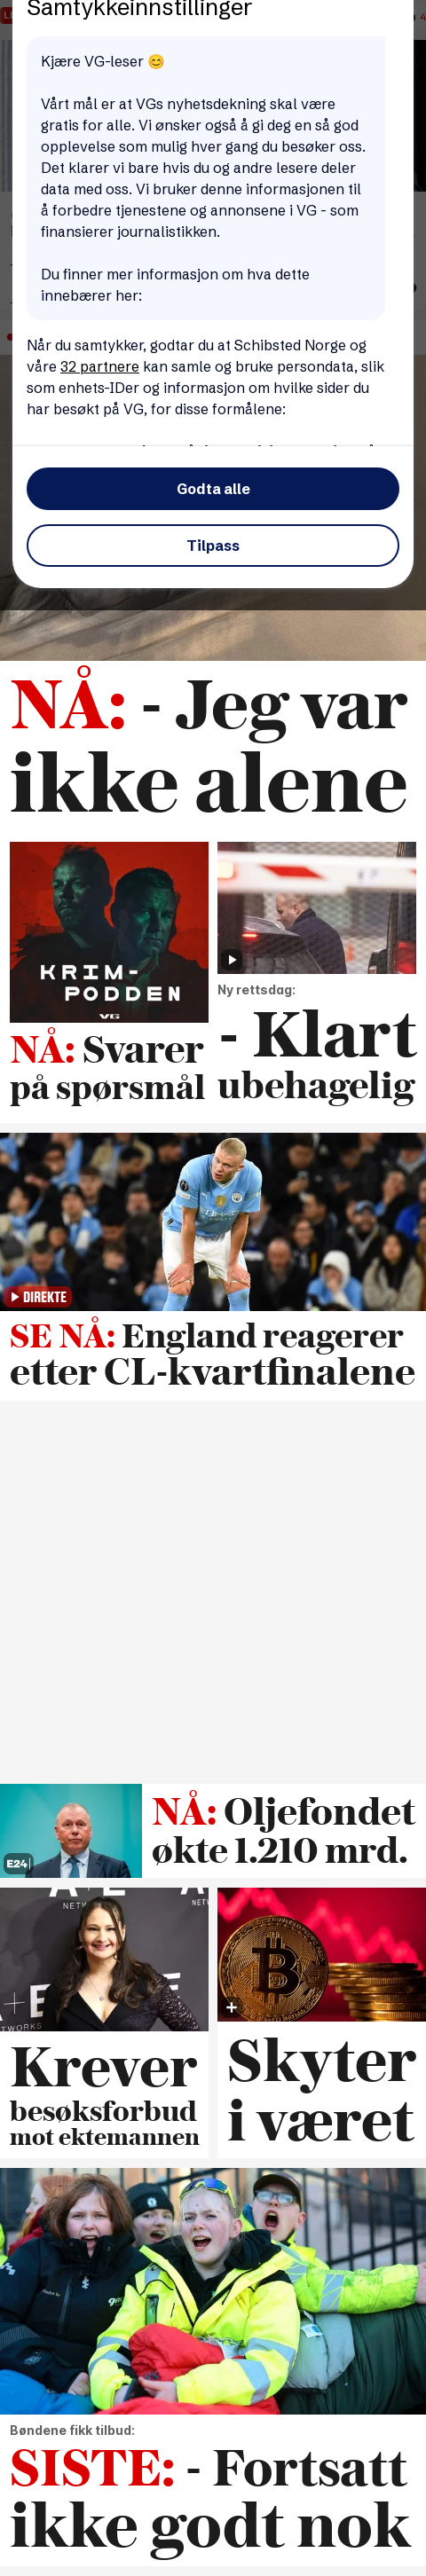 Samtykkeinnstillinger
Kjære VG-leser 😊
Vårt mål er at VGs nyhetsdekning skal være
gratis for alle. Vi ønsker også å gi deg en så god
opplevelse som mulig hver gang du besøker oss.
Det klarer vi bare hvis du og andre lesere deler
data med oss. Vi bruker denne informasjonen til
å forbedre tjenestene og annonsene i VG - som
finansierer journalistikken.
Du finner mer informasjon om hva dette
innebærer her:
Når du samtykker, godtar du at Schibsted Norge og
våre 32 partnere kan samle og bruke persondata, slik
som enhets-IDer og informasjon om hvilke sider du
har besøkt på VG, for disse formålene:
Godta alle
Tilpass
NÅ: - Jeg var
ikke alene
KRIM-
PODDEN
VG
NÅ: Svarer
på spørsmål
Ny rettsdag:
- Klart
ubehagelig
DIREKTE
SE NÅ: England reagerer
etter CL-kvartfinalene
E24
NÅ: Oljefondet
økte 1.210 mrd.
Krever
besøksforbud
mot ektemannen
Skyter
i været
Bøndene fikk tilbud:
SISTE: - Fortsatt
ikke godt nok